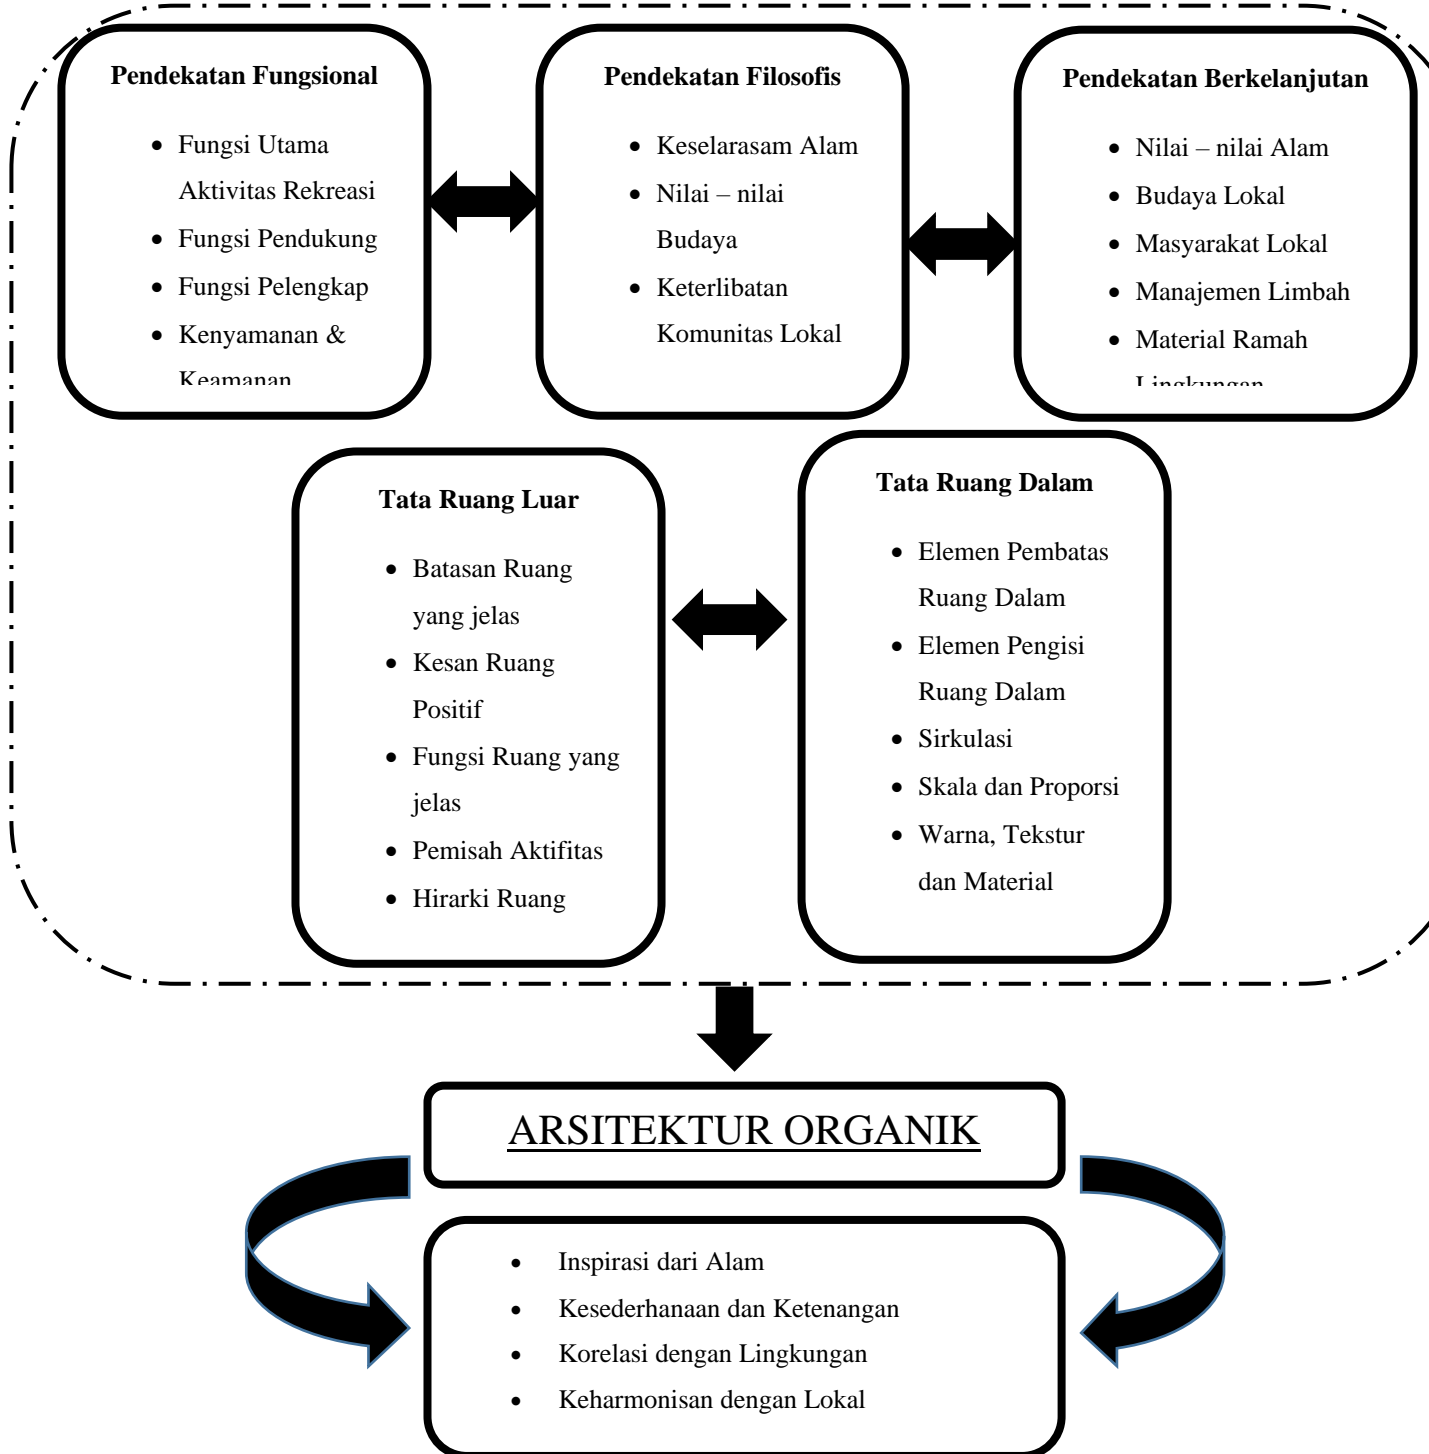 Pendekatan Fungsional
• Fungsi Utama
Aktivitas Rekreasi
• Fungsi Pendukung
• Fungsi Pelengkap
• Kenyamanan &
Keamanan
Pendekatan Filosofis
• Keselarasam Alam
• Nilai – nilai
Budaya
• Keterlibatan
Komunitas Lokal
Pendekatan Berkelanjutan
• Nilai – nilai Alam
• Budaya Lokal
• Masyarakat Lokal
• Manajemen Limbah
• Material Ramah
Lingkungan
Tata Ruang Luar
• Batasan Ruang
yang jelas
• Kesan Ruang
Positif
• Fungsi Ruang yang
jelas
• Pemisah Aktifitas
• Hirarki Ruang
Tata Ruang Dalam
• Elemen Pembatas
Ruang Dalam
• Elemen Pengisi
Ruang Dalam
• Sirkulasi
• Skala dan Proporsi
• Warna, Tekstur
dan Material
ARSITEKTUR ORGANIK
• Inspirasi dari Alam
• Kesederhanaan dan Ketenangan
• Korelasi dengan Lingkungan
• Keharmonisan dengan Lokal